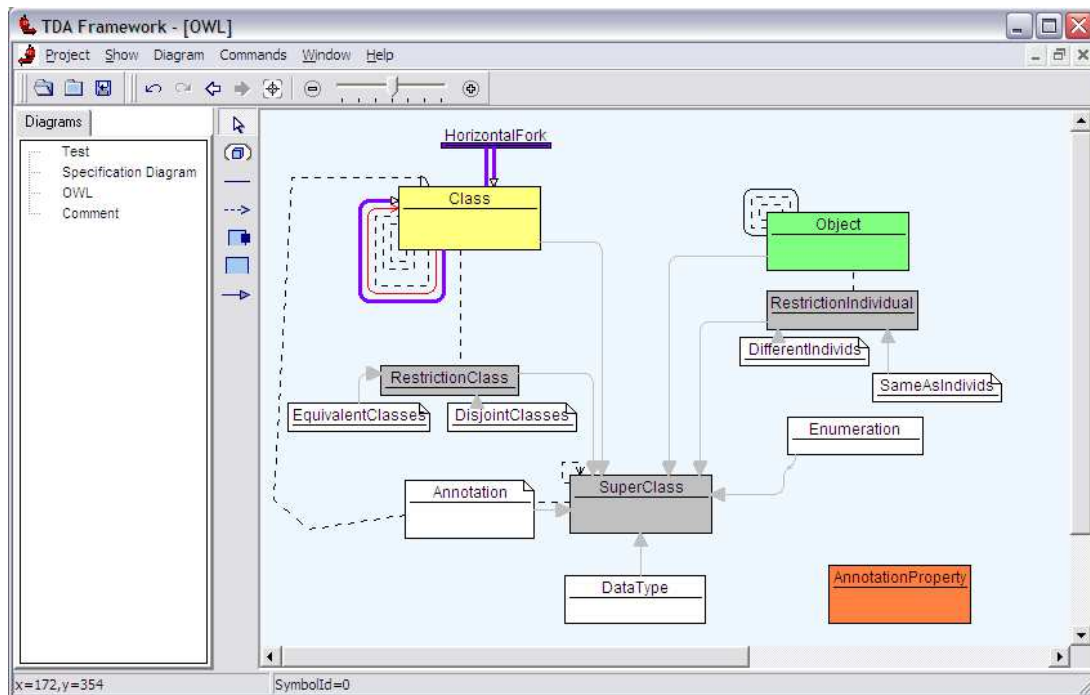 TDA Framework - [OWL]
Project Show Diagram Commands Window Help
Diagrams
Test
Specification Diagram
OWL
Comment
HorizontalFork
Class
Object
RestrictionIndividual
DifferentIndivids
SameAsIndivids
RestrictionClass
EquivalentClasses
DisjointClasses
Enumeration
Annotation
SuperClass
DataType
AnnotationProperty
x=172,y=354
SymbolId=0